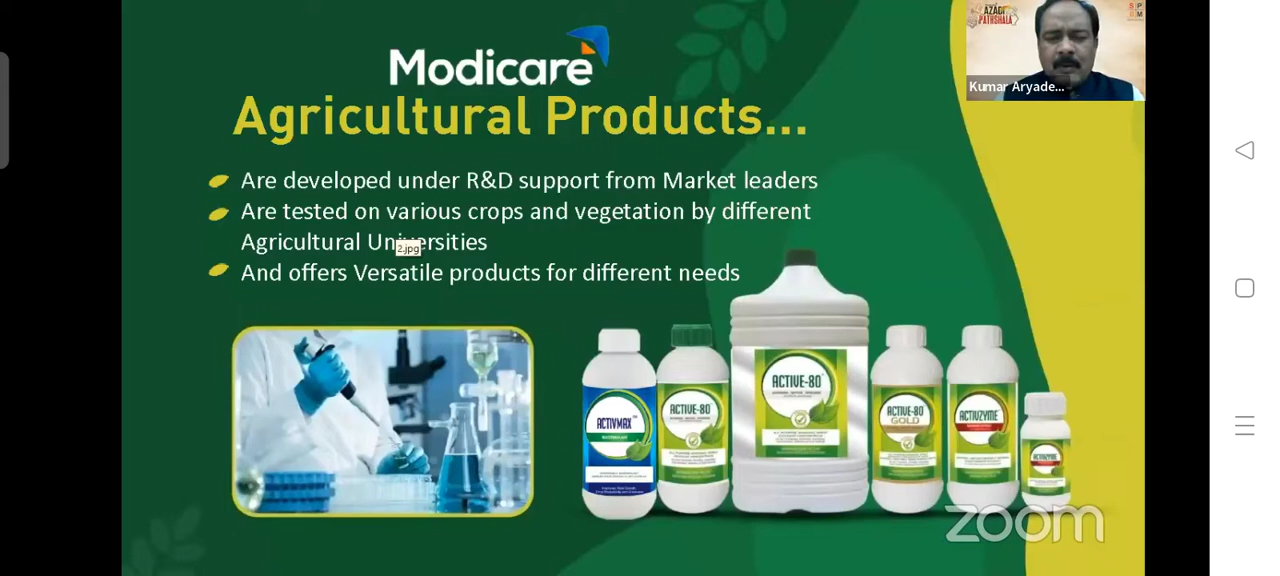 AZADI
PATHSHALA
Kumar Aryade...
Modicare
Agricultural Products...
Are developed under R&D support from Market leaders
Are tested on various crops and vegetation by different
Agricultural Universities
2.jpg
And offers Versatile products for different needs
ACTIVMAX
ACTIVE-80
ACTIVE-80
ACTIVE-80
GOLD
ACTIVZYME
ACTIVZYME
zoom